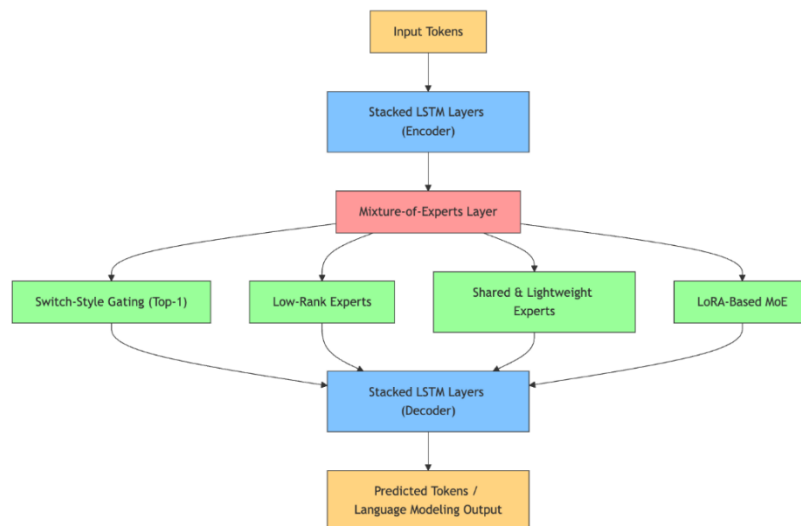 Input Tokens
Stacked LSTM Layers
(Encoder)
Mixture-of-Experts Layer
Switch-Style Gating (Top-1)
Low-Rank Experts
Shared & Lightweight
Experts
LoRA-Based MoE
Stacked LSTM Layers
(Decoder)
Predicted Tokens /
Language Modeling Output